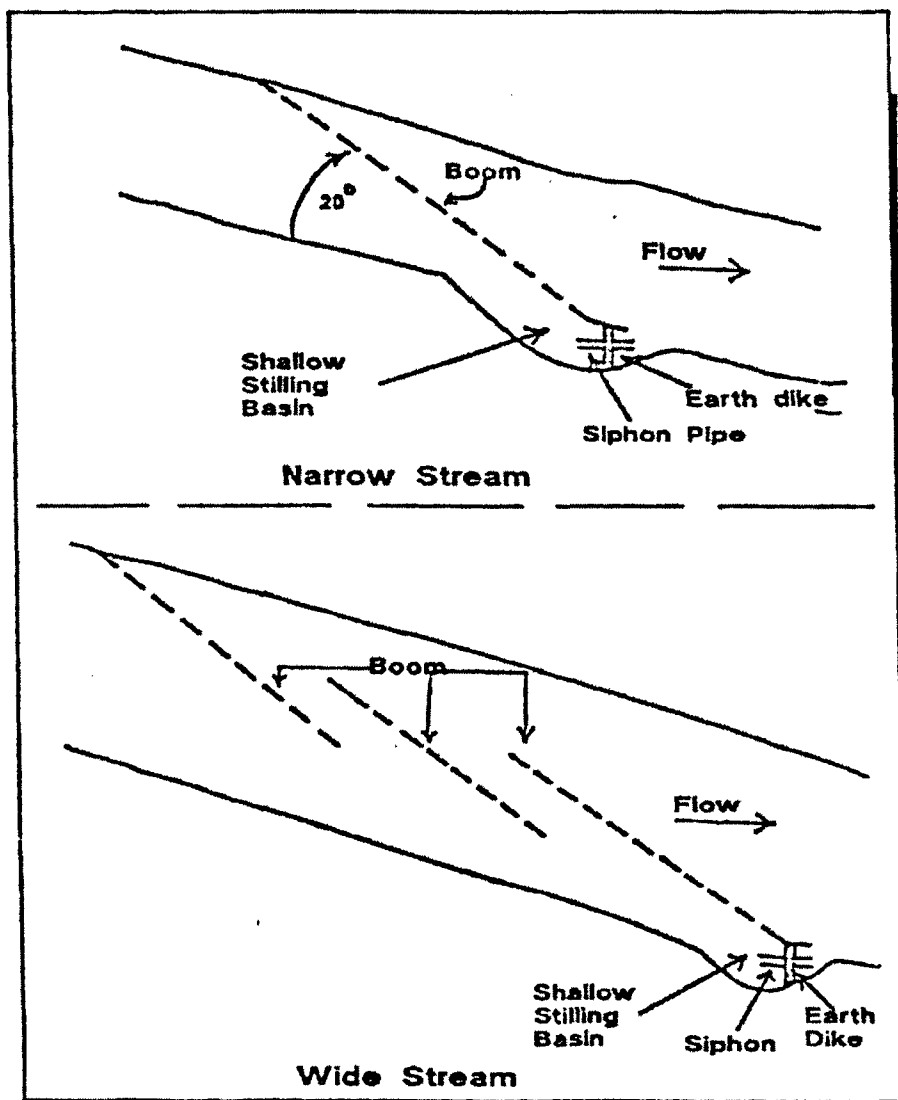 Boom
20°
Flow
Shallow
Stilling
Basin
Earth dike
Siphon Pipe
Narrow Stream
Boom
Flow
Shallow
Stilling
Basin
Siphon
Earth
Dike
Wide Stream